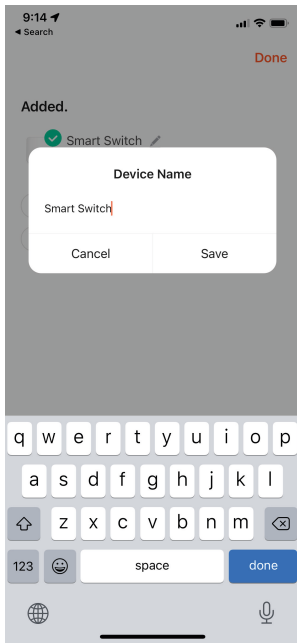 9:14
◀ Search
Done
Added.
Smart Switch
Device Name
Smart Switch
Cancel
Save
q w e r t y u i o p
a s d f g h j k l
z x c v b n m
123
space
done